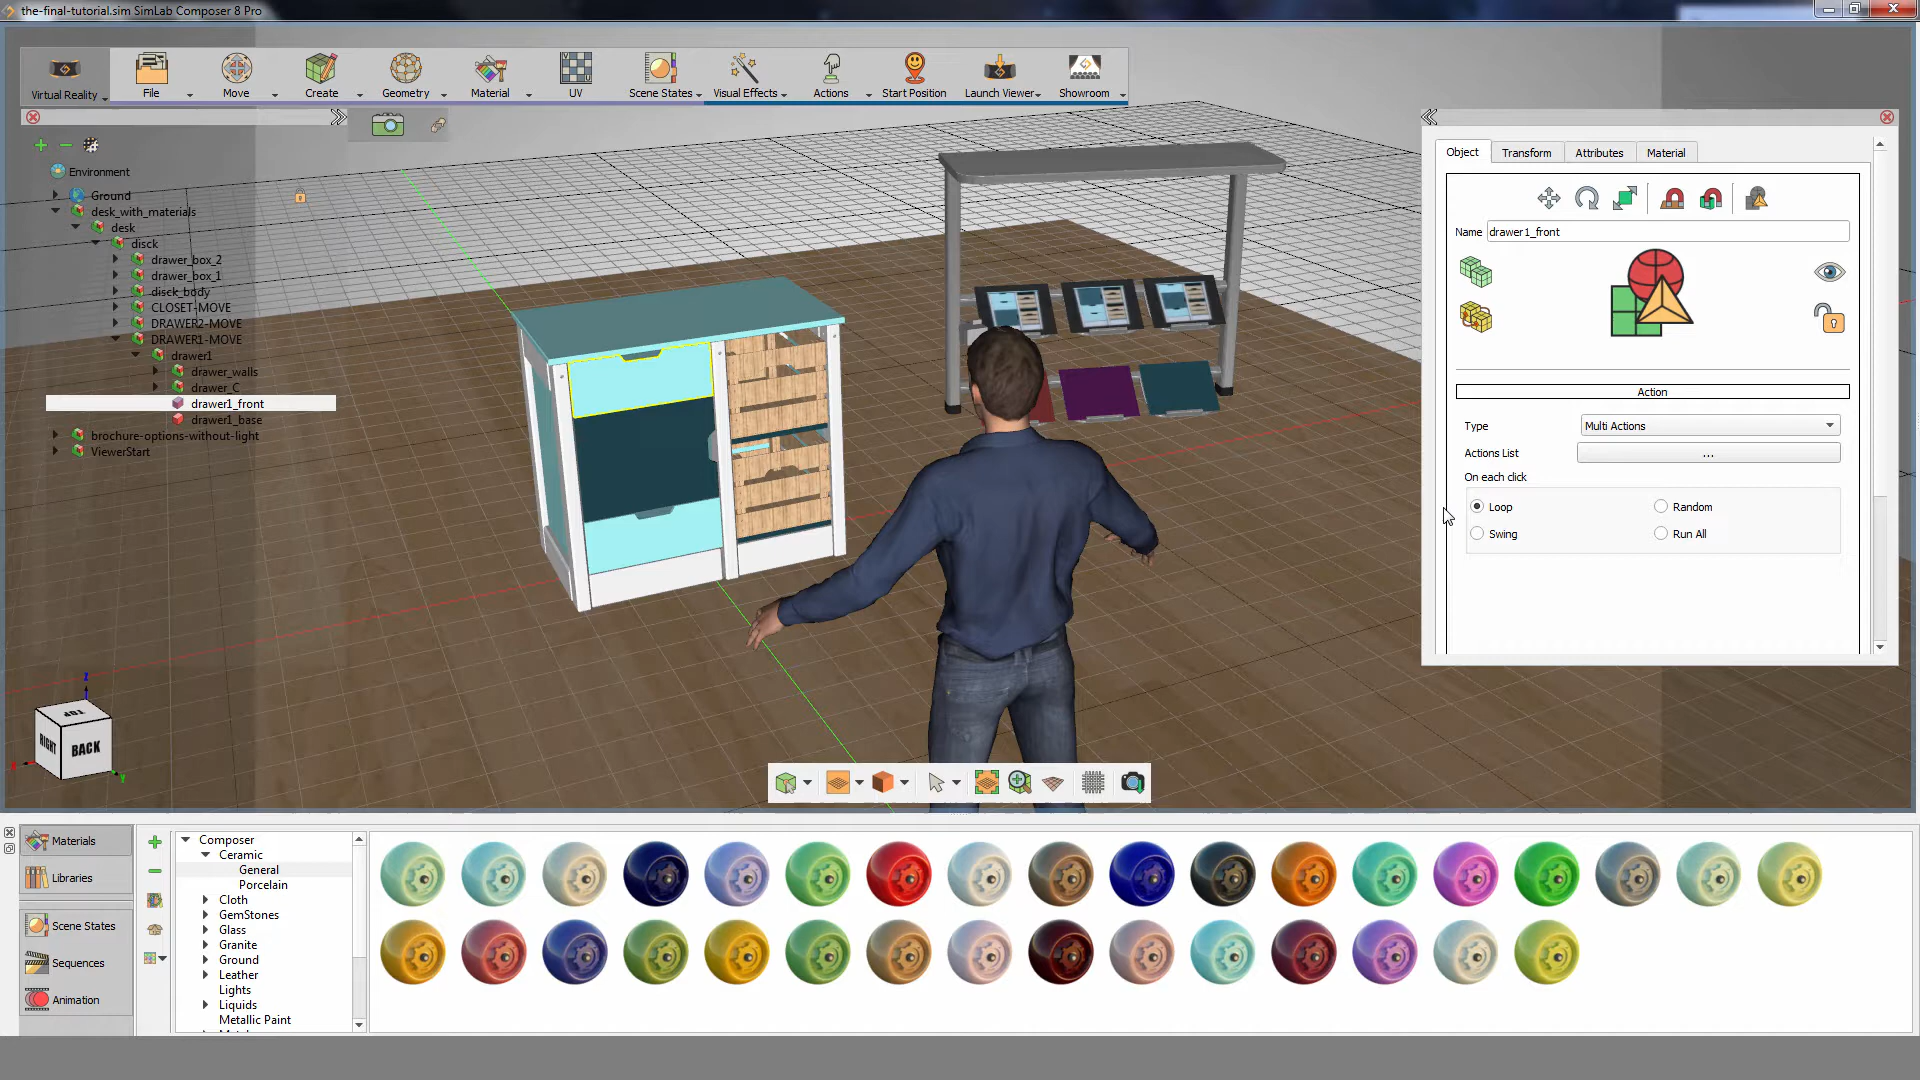 the-final-tutorial.sim SimLab Composer 8 Pro
Virtual Reality
File
Move
Create
Geometry
Material
UV
Scene States
Visual Effects
Actions
Start Position
Launch Viewer
Showroom
Environment
Ground
desk_with_materials
desk
disck
drawer_box_2
drawer_box_1
disck_body
CLOSET-MOVE
DRAWER2-MOVE
DRAWER1-MOVE
drawer1
drawer_walls
drawer_C
drawer1_front
drawer1_base
brochure-options-without-light
ViewerStart
Object
Transform
Attributes
Material
Name
drawer1_front
Action
Type
Multi Actions
Actions List
...
On each click
Loop
Random
Swing
Run All
Z
TOP
RIGHT
BACK
X
Y
Materials
Libraries
Scene States
Sequences
Animation
Composer
Ceramic
General
Porcelain
Cloth
GemStones
Glass
Granite
Ground
Leather
Lights
Liquids
Metallic Paint